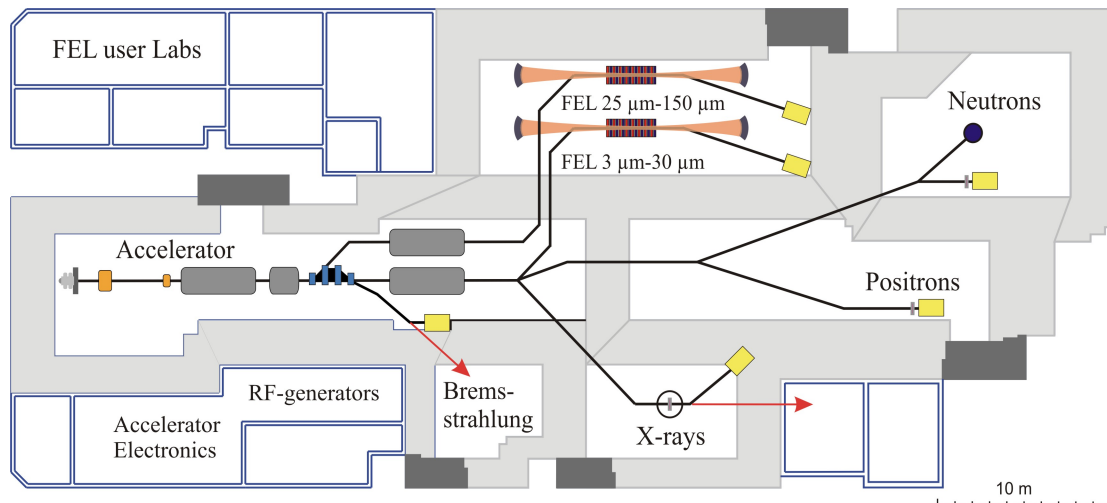 FEL user Labs
FEL 25 µm-150 µm
FEL 3 µm-30 µm
Neutrons
Accelerator
Positrons
RF-generators
Accelerator
Electronics
Brems-
strahlung
X-rays
10 m